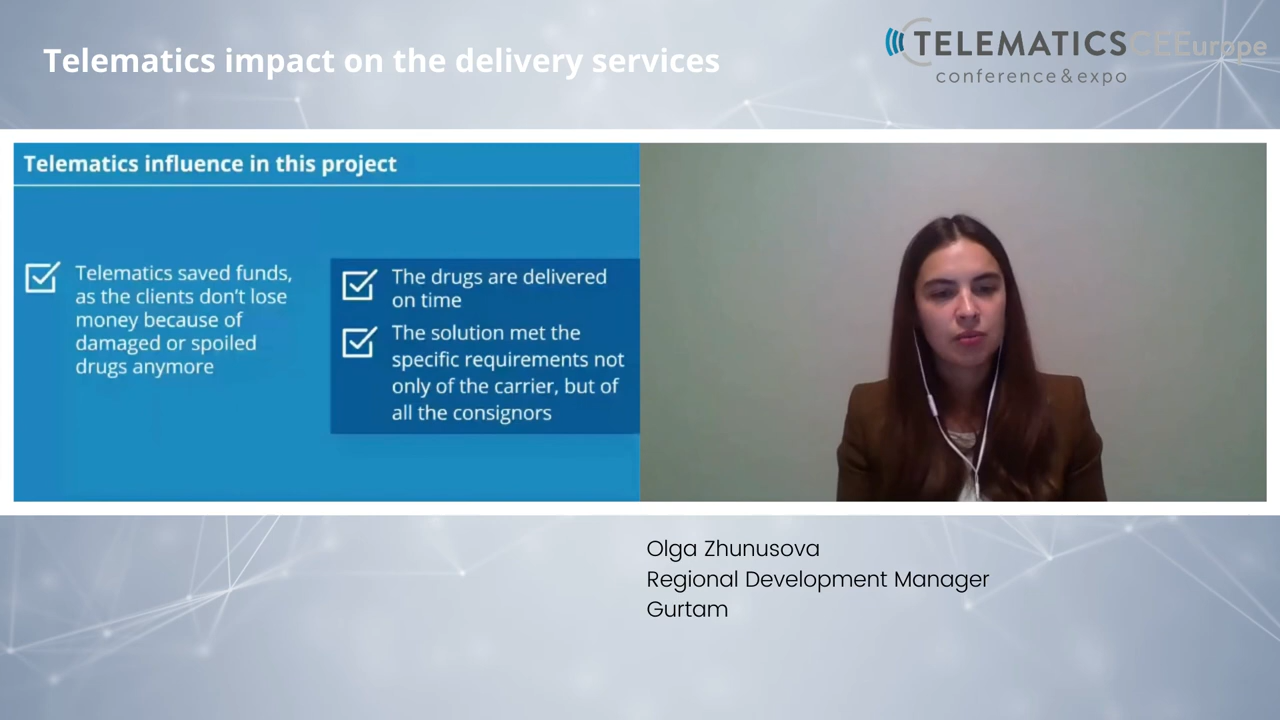 Telematics impact on the delivery services
TELEMATICSCEEurope
conference&expo
Telematics influence in this project
Telematics saved funds,
as the clients don't lose
money because of
damaged or spoiled
drugs anymore
The drugs are delivered
on time
The solution met the
specific requirements not
only of the carrier, but of
all the consignors
Olga Zhunusova
Regional Development Manager
Gurtam